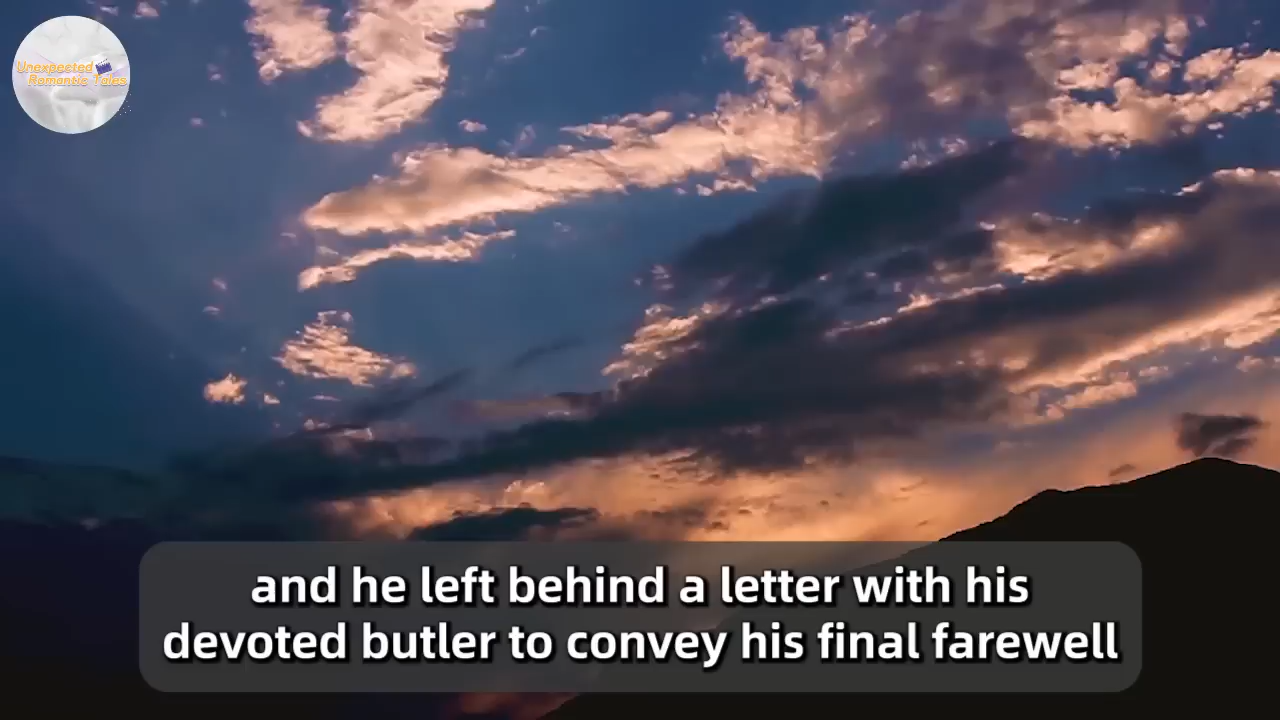 Unexpected
Romantic Tales
and he left behind a letter with his
devoted butler to convey his final farewell